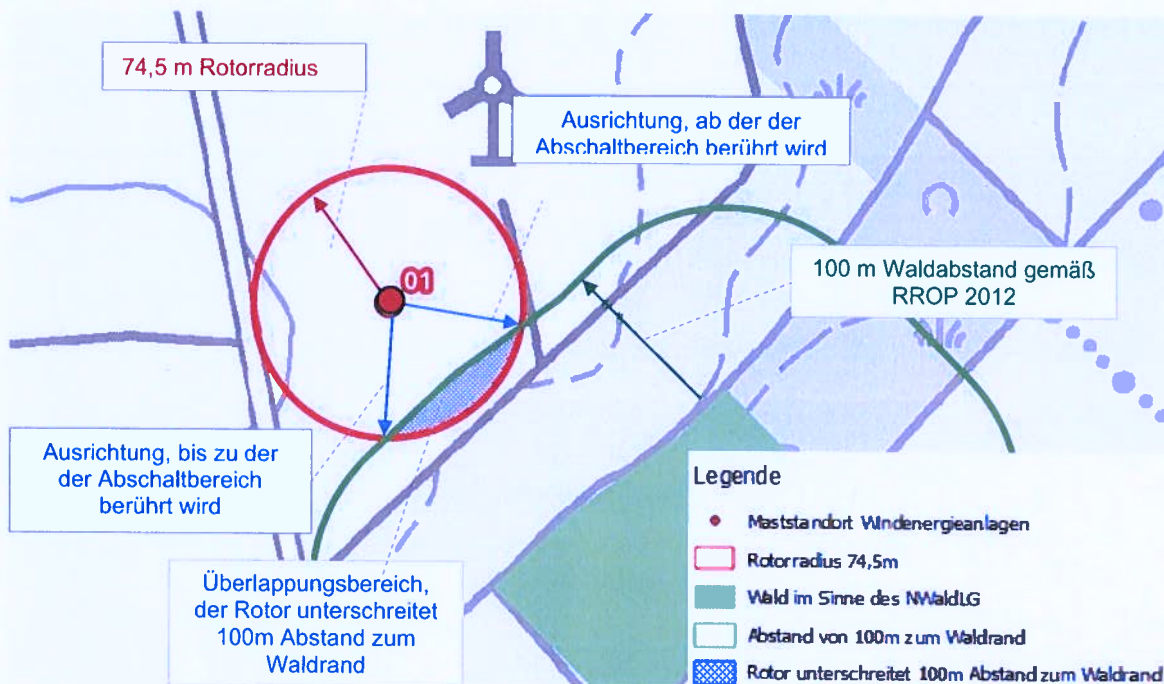 74,5 m Rotorradius
Ausrichtung, ab der der
Abschaltbereich berührt wird
01
100 m Waldabstand gemäß
RROP 2012
Ausrichtung, bis zu der
der Abschaltbereich
berührt wird
Überlappungsbereich,
der Rotor unterschreitet
100m Abstand zum
Waldrand
Legende
Maststandort Windenergieanlagen
Rotorradius 74,5m
Wald im Sinne des NWaldLG
Abstand von 100m zum Waldrand
Rotor unterschreitet 100m Abstand zum Waldrand